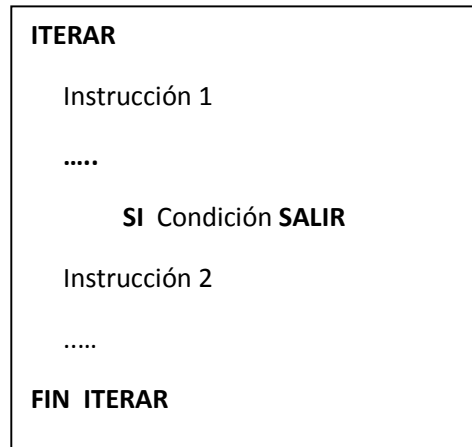 ITERAR
Instrucción 1
…..
SI Condición SALIR
Instrucción 2
…..
FIN ITERAR